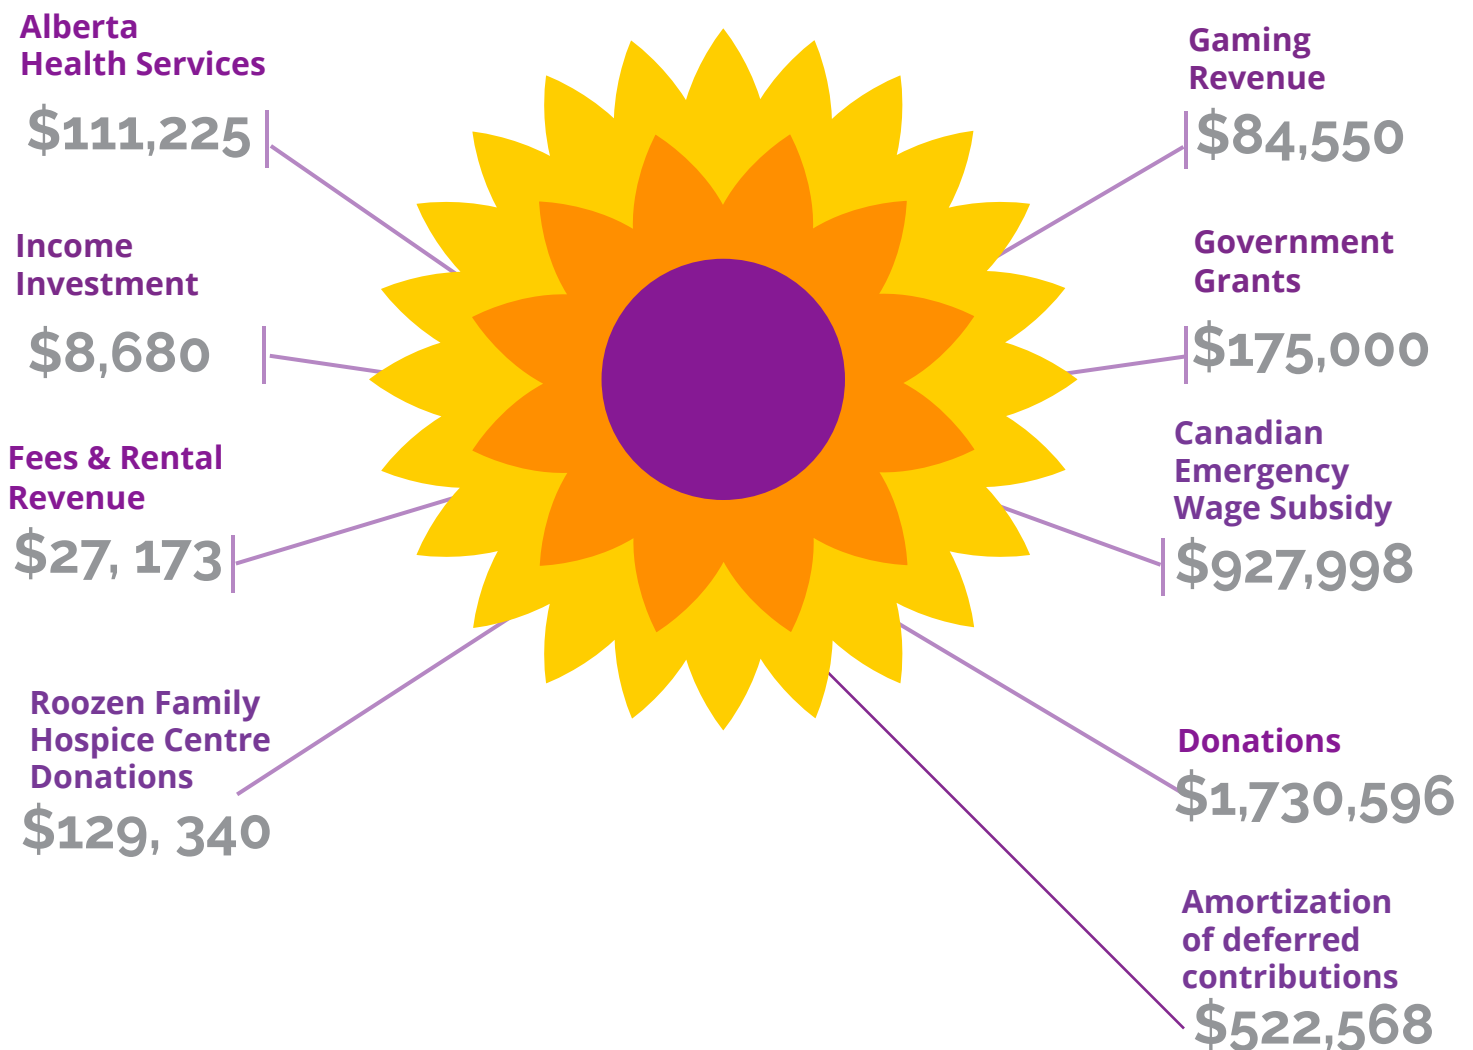 Alberta
Health Services
$111,225
Income
Investment
$8,680
Fees & Rental
Revenue
$27, 173
Roozen Family
Hospice Centre
Donations
$129, 340
Gaming
Revenue
$84,550
Government
Grants
$175,000
Canadian
Emergency
Wage Subsidy
$927,998
Donations
$1,730,596
Amortization
of deferred
contributions
$522,568